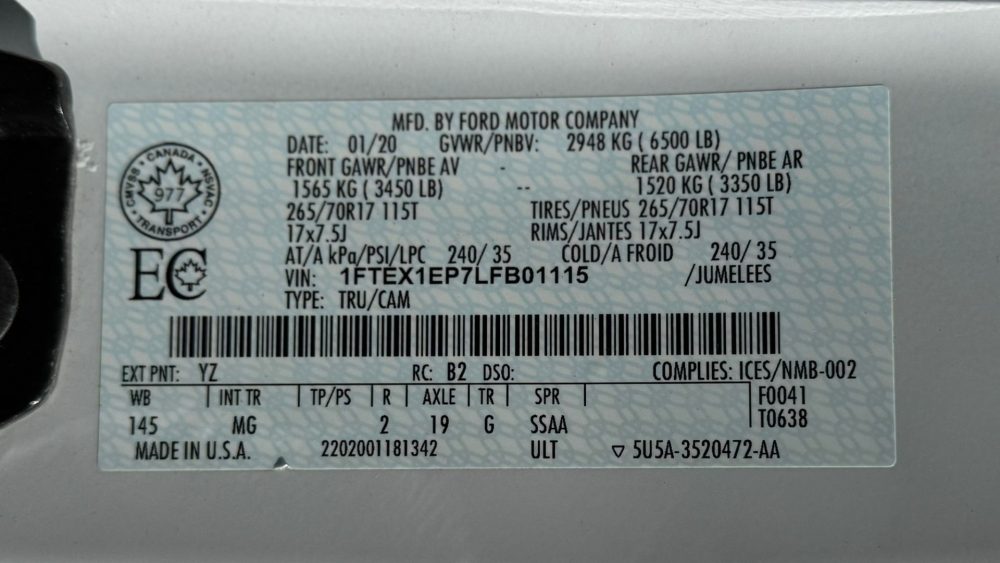 MFD. BY FORD MOTOR COMPANY
DATE: 01/20 GVWR/PNBV: 2948 KG ( 6500 LB)
FRONT GAWR/PNBE AV - REAR GAWR/ PNBE AR
1565 KG ( 3450 LB) -- 1520 KG ( 3350 LB)
265/70R17 115T TIRES/PNEUS 265/70R17 115T
17x7.5J RIMS/JANTES 17x7.5J
AT/A kPa/PSI/LPC 240/ 35 COLD/A FROID 240/ 35
VIN: 1FTEX1EP7LFB01115 /JUMELEES
TYPE: TRU/CAM
CANADA
CMVSS NSVAC
977
TRANSPORT
EC
EXT PNT: YZ RC: B2 DSO: COMPLIES: ICES/NMB-002
WB INT TR TP/PS R AXLE TR SPR F0041
145 MG 2 19 G SSAA T0638
MADE IN U.S.A. 2202001181342 ULT ▽ 5U5A-3520472-AA